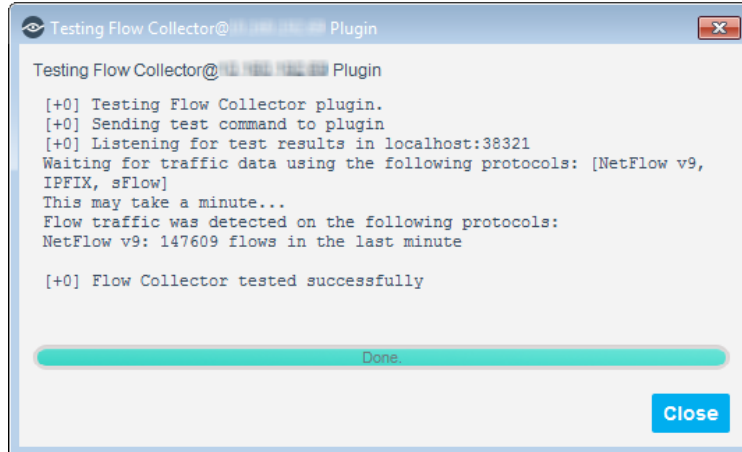 Testing Flow Collector@ Plugin
Testing Flow Collector@ Plugin
[+0] Testing Flow Collector plugin.
[+0] Sending test command to plugin
[+0] Listening for test results in localhost:38321
Waiting for traffic data using the following protocols: [NetFlow v9,
IPFIX, sFlow]
This may take a minute...
Flow traffic was detected on the following protocols:
NetFlow v9: 147609 flows in the last minute
[+0] Flow Collector tested successfully
Done.
Close